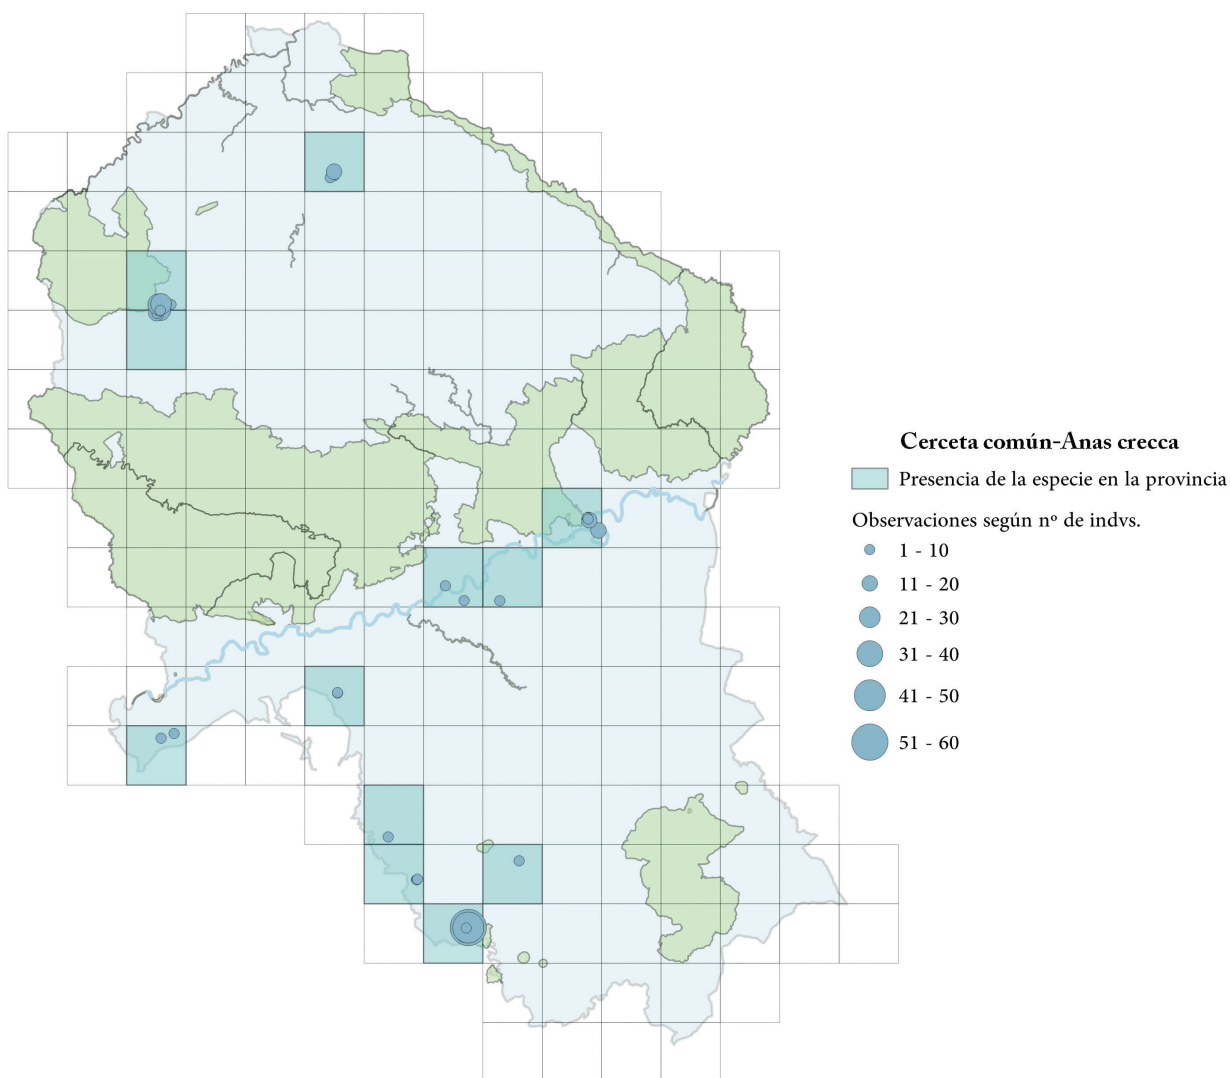 Cerceta común-Anas crecca
Presencia de la especie en la provincia
Observaciones según nº de indvs.
1 - 10
11 - 20
21 - 30
31 - 40
41 - 50
51 - 60